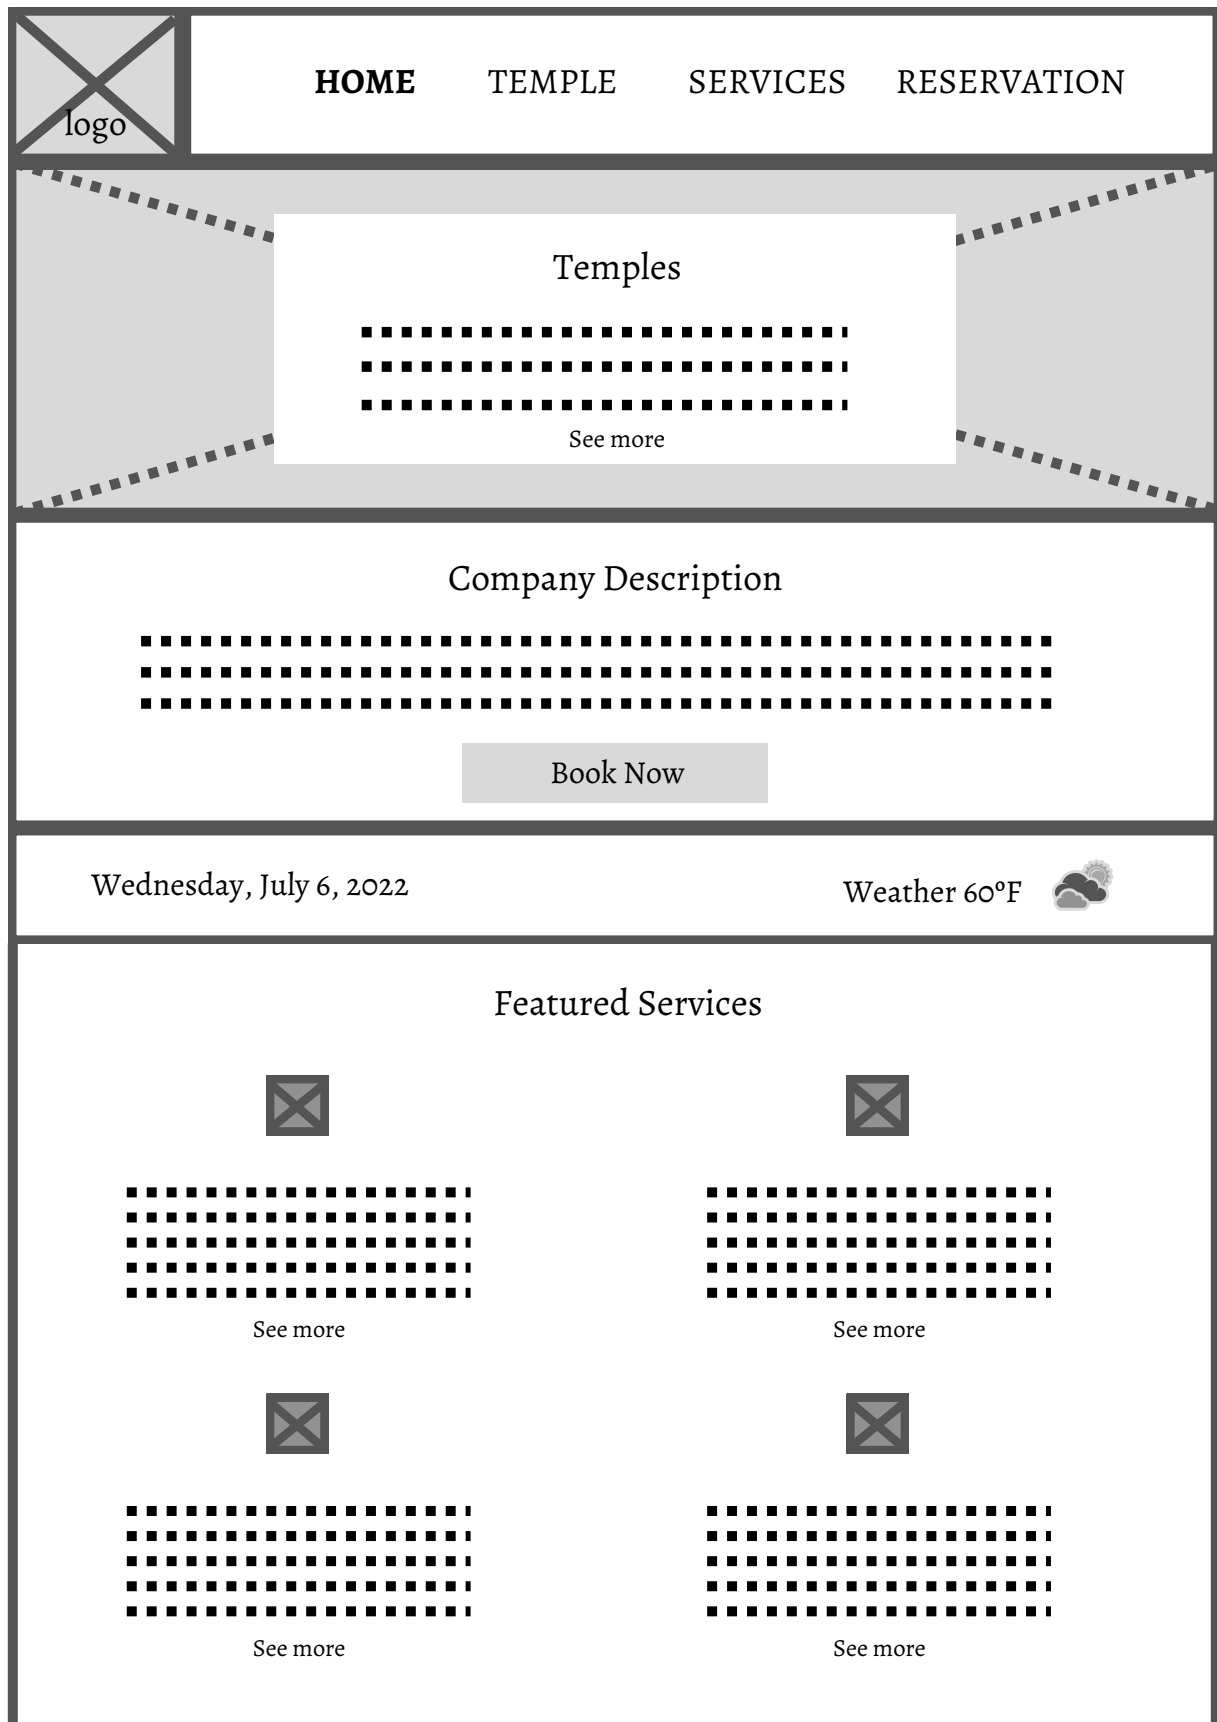 logo
HOME TEMPLE SERVICES RESERVATION
Temples
See more
Company Description
Book Now
Wednesday, July 6, 2022
Weather 60ºF
Featured Services
See more
See more
See more
See more